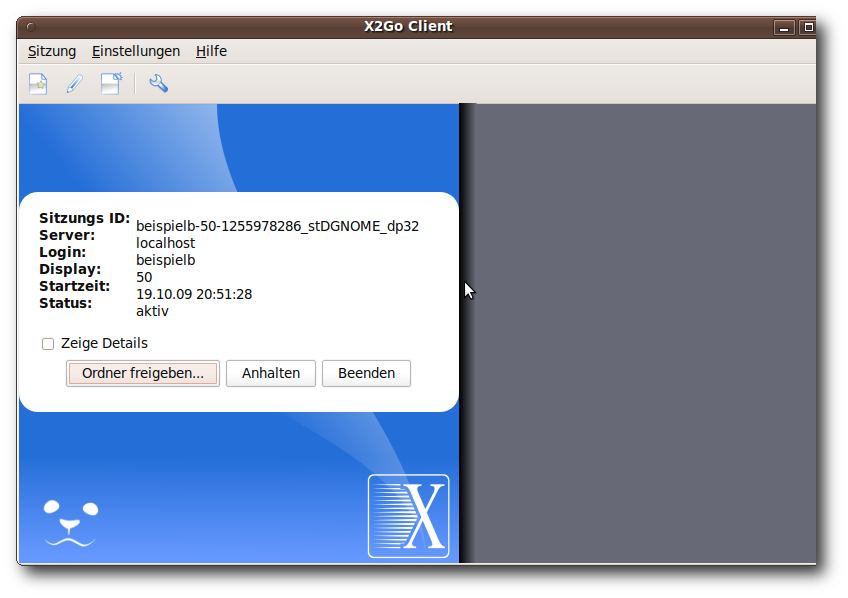 X2Go Client
Sitzung Einstellungen Hilfe
Sitzungs ID: beispielb-50-1255978286_stDGNOME_dp32
Server: localhost
Login: beispielb
Display: 50
Startzeit: 19.10.09 20:51:28
Status: aktiv
Zeige Details
Ordner freigeben... Anhalten Beenden
X